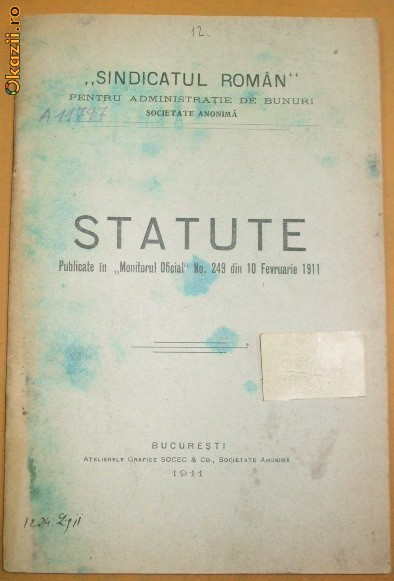 Okazii.ro
12.
„SINDICATUL ROMÂN"
PENTRU ADMINISTRAȚIE DE BUNURI
SOCIETATE ANONIMĂ
A 11797
STATUTE
Publicate în „Monitorul Oficial" No. 249 din 10 Fevruarie 1911
BUCUREȘTI
ATELIERELE GRAFICE SOCEC & Co., SOCIETATE ANONIMĂ
1911